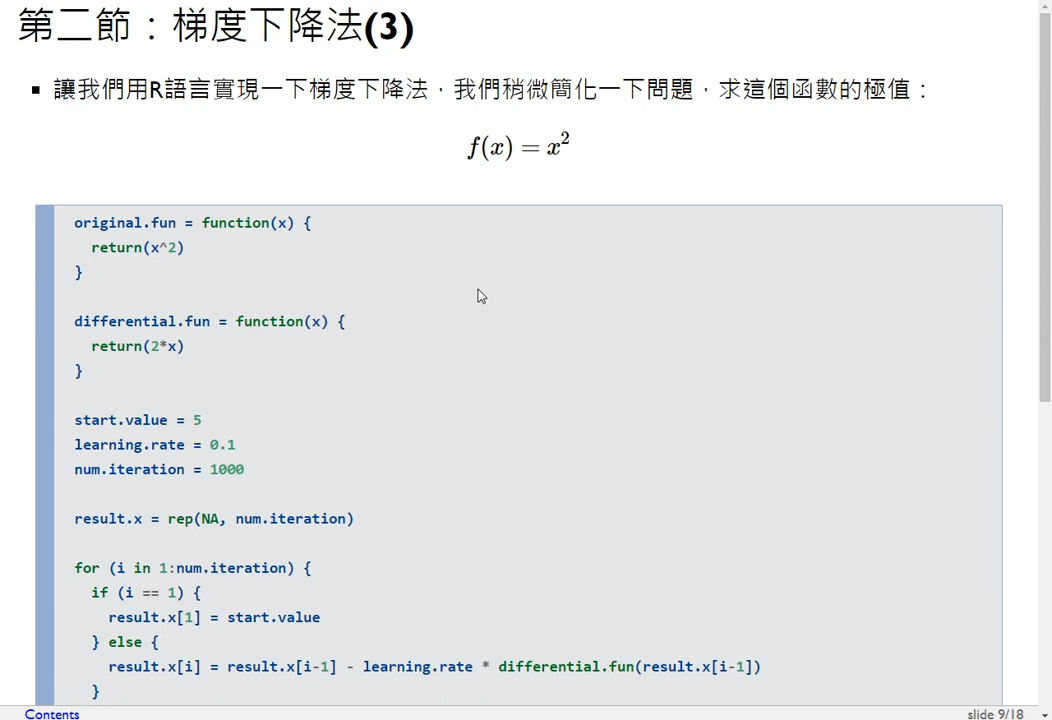 第二節：梯度下降法(3)
讓我們用R語言實現一下梯度下降法，我們稍微簡化一下問題，求這個函數的極值：
f(x) = x²
original.fun = function(x) {
  return(x^2)
}
differential.fun = function(x) {
  return(2*x)
}
start.value = 5
learning.rate = 0.1
num.iteration = 1000
result.x = rep(NA, num.iteration)
for (i in 1:num.iteration) {
  if (i == 1) {
    result.x[1] = start.value
  } else {
    result.x[i] = result.x[i-1] - learning.rate * differential.fun(result.x[i-1])
  }
Contents
slide 9/18